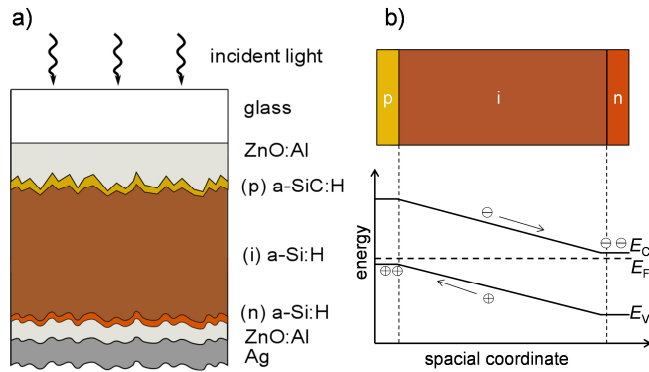 a)
incident light
glass
ZnO:Al
(p) a-SiC:H
(i) a-Si:H
(n) a-Si:H
ZnO:Al
Ag
b)
p i n
energy
E_C
E_F
E_V
spacial coordinate